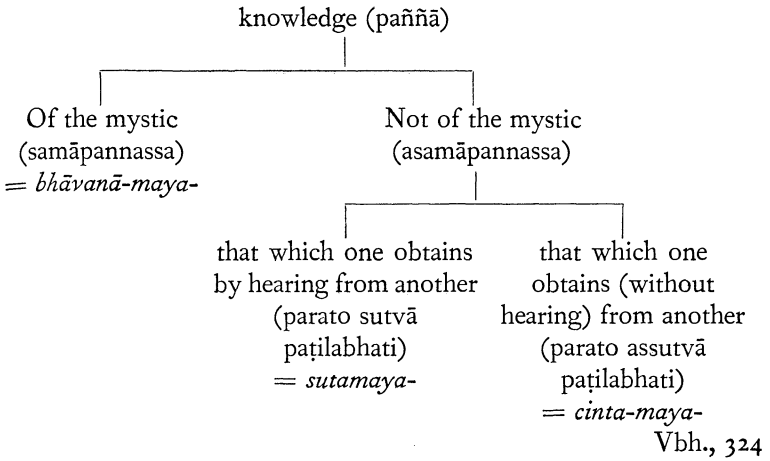 knowledge (paññā)
Of the mystic
(samāpannassa)
= bhāvanā-maya-
Not of the mystic
(asamāpannassa)
that which one obtains
by hearing from another
(parato sutvā
paṭilabhati)
= sutamaya-
that which one
obtains (without
hearing) from another
(parato assutvā
paṭilabhati)
= cinta-maya-
Vbh., 324